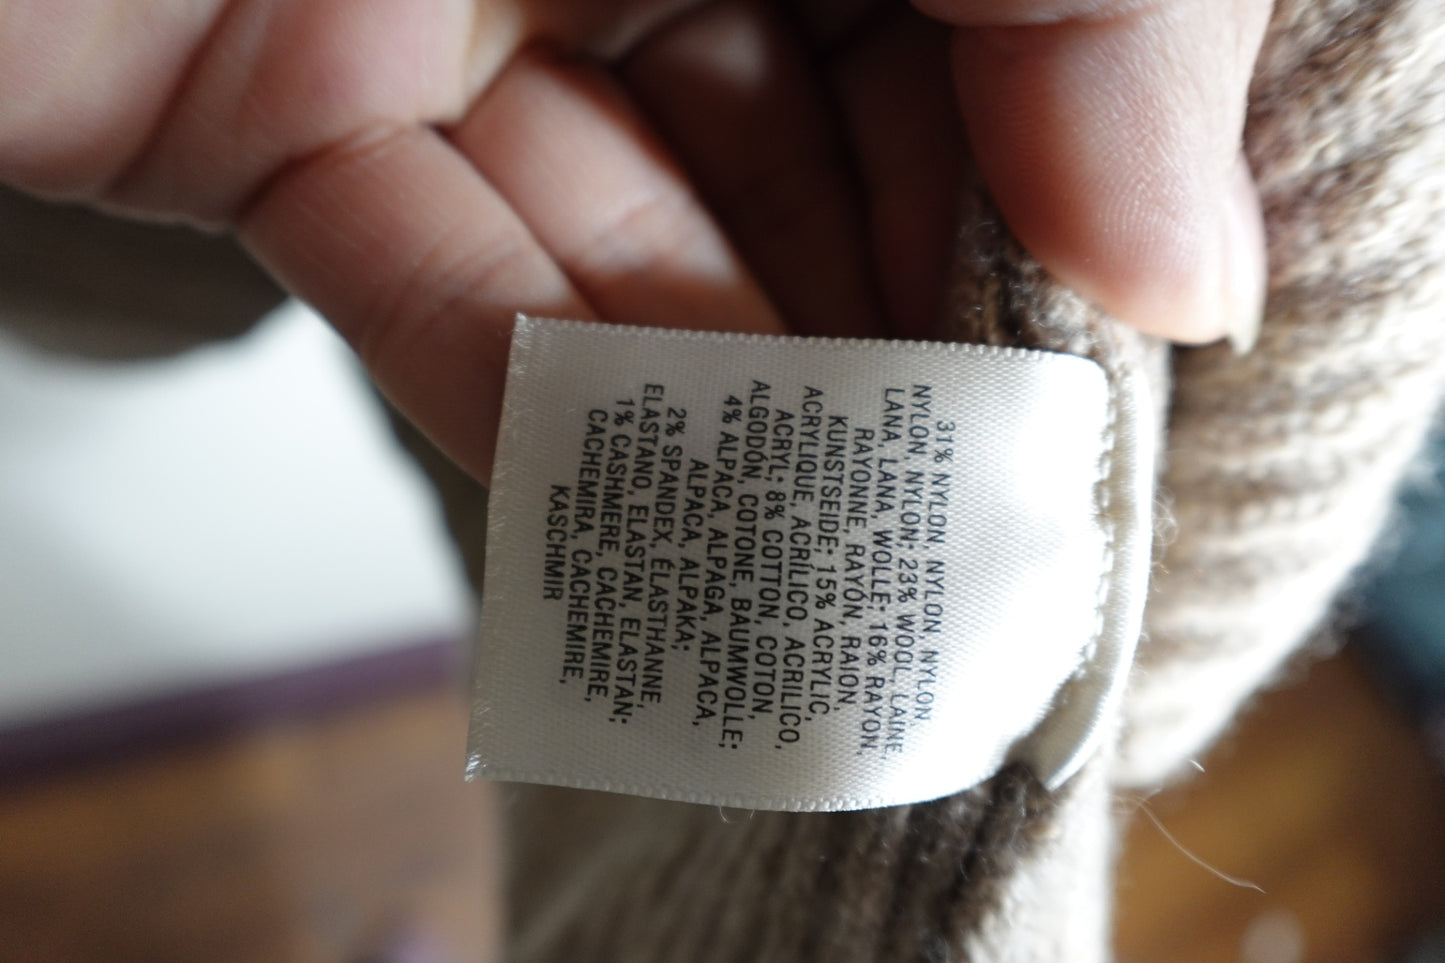 31% NYLON, NYLON, NYLON,
NYLON, NYLON; 23% WOOL, LAINE,
LANA, LANA, WOLLE; 16% RAYON,
RAYONNE, RAYÓN, RAION,
KUNSTSEIDE; 15% ACRYLIC,
ACRYLIQUE, ACRÍLICO, ACRILICO,
ACRYL; 8% COTTON, COTON,
ALGODÓN, COTONE, BAUMWOLLE;
4% ALPACA, ALPAGA, ALPACA,
ALPACA, ALPAKA;
2% SPANDEX, ÉLASTHANNE,
ELASTANO, ELASTAN, ELASTAN;
1% CASHMERE, CACHEMIRE,
CACHEMIRA, CACHEMIRE,
KASCHMIR